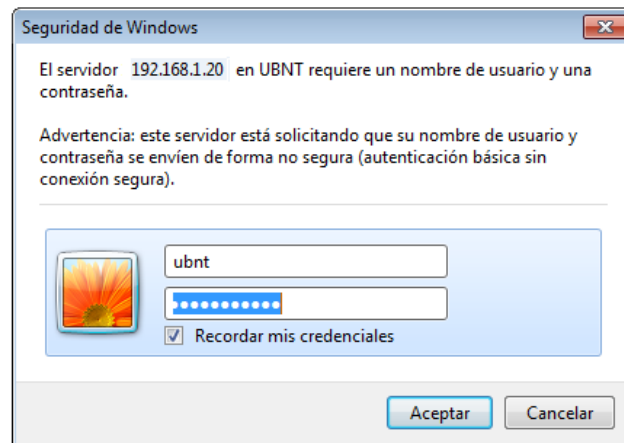 Seguridad de Windows
El servidor 192.168.1.20 en UBNT requiere un nombre de usuario y una
contraseña.
Advertencia: este servidor está solicitando que su nombre de usuario y
contraseña se envíen de forma no segura (autenticación básica sin
conexión segura).
ubnt
●●●●●●●●●●●
Recordar mis credenciales
Aceptar
Cancelar